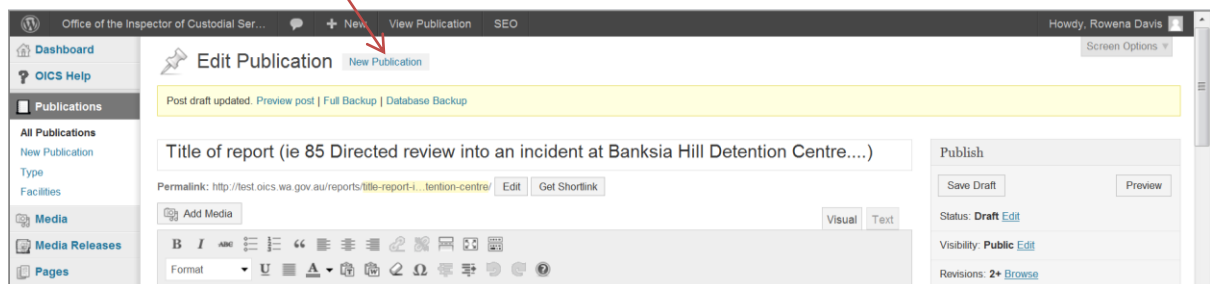 Office of the Inspector of Custodial Ser... + New View Publication SEO Howdy, Rowena Davis
Dashboard
OICS Help
Publications
All Publications
New Publication
Type
Facilities
Media
Media Releases
Pages
Screen Options
Edit Publication New Publication
Post draft updated. Preview post | Full Backup | Database Backup
Title of report (ie 85 Directed review into an incident at Banksia Hill Detention Centre....)
Permalink: http://test.oics.wa.gov.au/reports/title-report-i...tention-centre/ Edit Get Shortlink
Add Media Visual Text
B I ABC
Format U A
Publish
Save Draft Preview
Status: Draft Edit
Visibility: Public Edit
Revisions: 2+ Browse